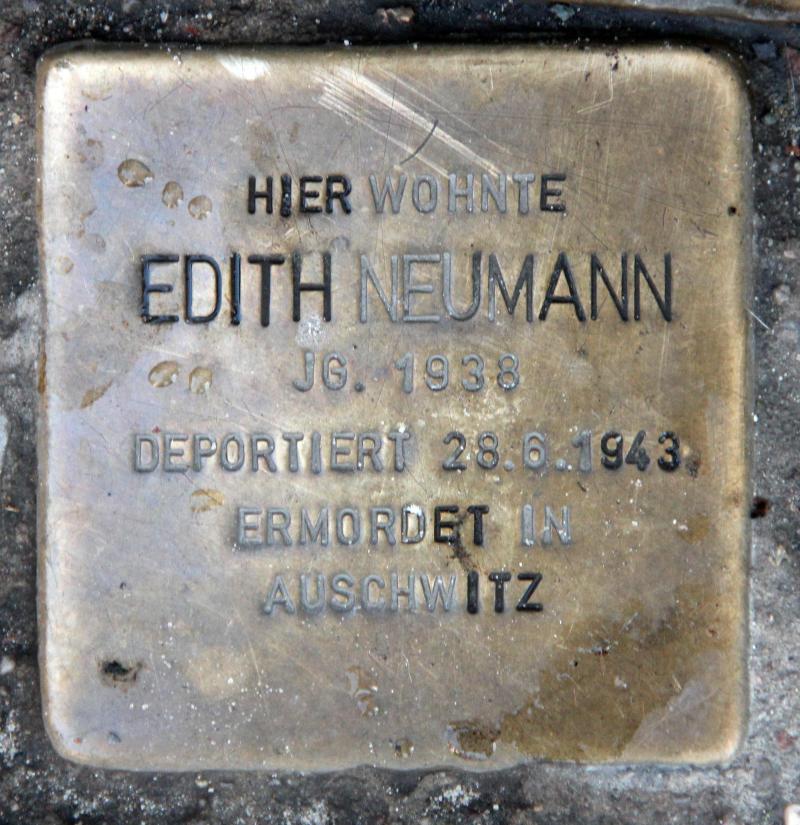 HIER WOHNTE
EDITH NEUMANN
JG. 1938
DEPORTIERT 28.6.1943
ERMORDET IN
AUSCHWITZ